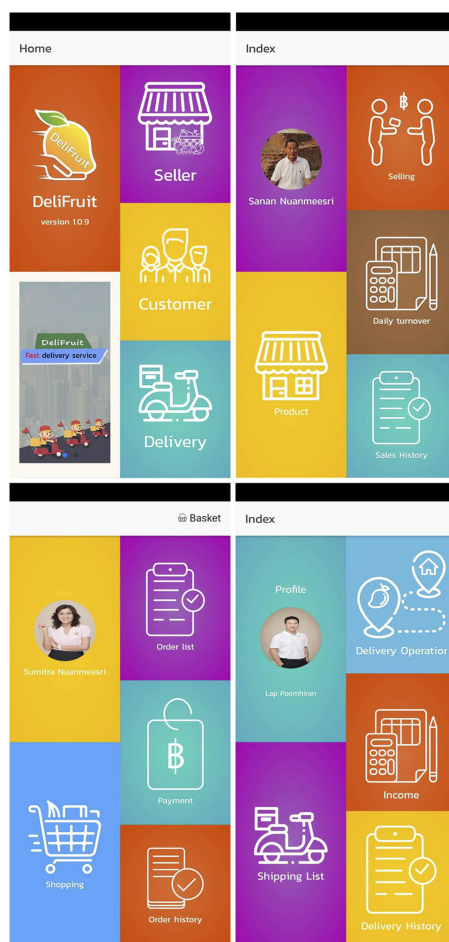 Home
DeliFruit
DeliFruit
version 1.0.9
Seller
Customer
DeliFruit
Fast delivery service
Delivery
Index
Sanan Nuanmeesri
Selling
Daily turnover
Product
Sales History
Basket
Sumitra Nuanmeesri
Order list
Payment
Shopping
Order history
Index
Profile
Lap Poomhiran
Delivery Operation
Income
Shipping List
Delivery History